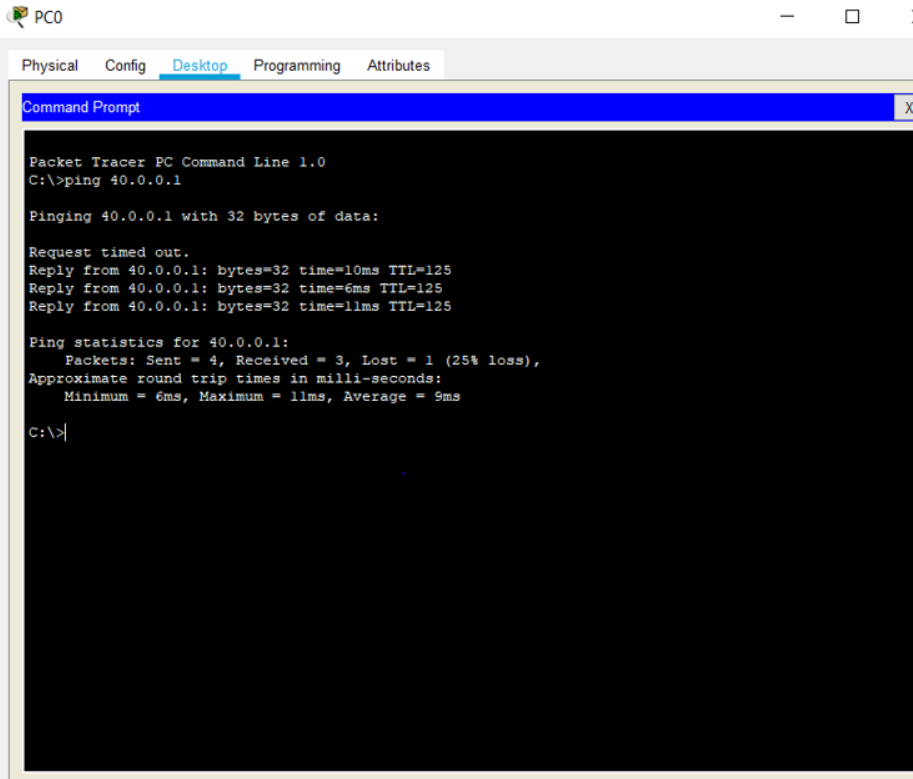 PC0
Physical Config Desktop Programming Attributes
Command Prompt
X
Packet Tracer PC Command Line 1.0
C:\>ping 40.0.0.1
Pinging 40.0.0.1 with 32 bytes of data:
Request timed out.
Reply from 40.0.0.1: bytes=32 time=10ms TTL=125
Reply from 40.0.0.1: bytes=32 time=6ms TTL=125
Reply from 40.0.0.1: bytes=32 time=11ms TTL=125
Ping statistics for 40.0.0.1:
Packets: Sent = 4, Received = 3, Lost = 1 (25% loss),
Approximate round trip times in milli-seconds:
Minimum = 6ms, Maximum = 11ms, Average = 9ms
C:\>